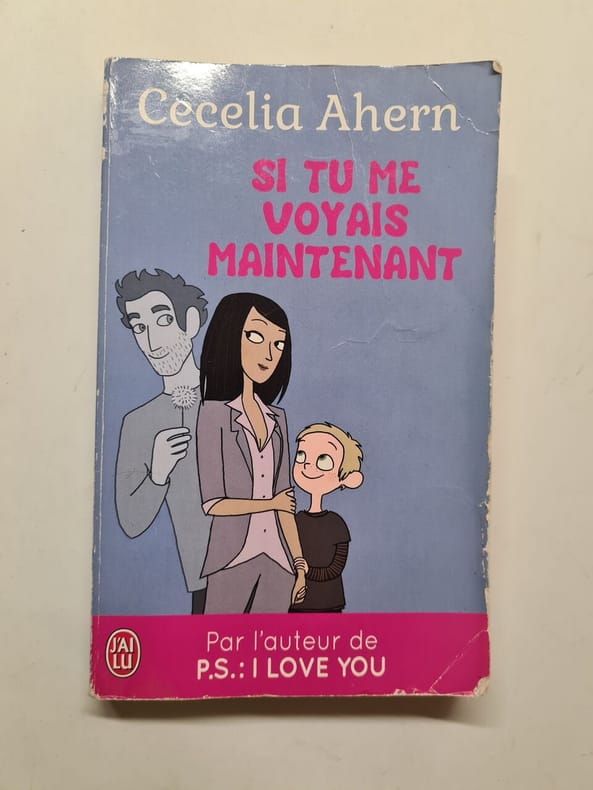 Cecelia Ahern
SI TU ME
VOYAIS
MAINTENANT
J'AI
LU
Par l'auteur de
P.S.: I LOVE YOU